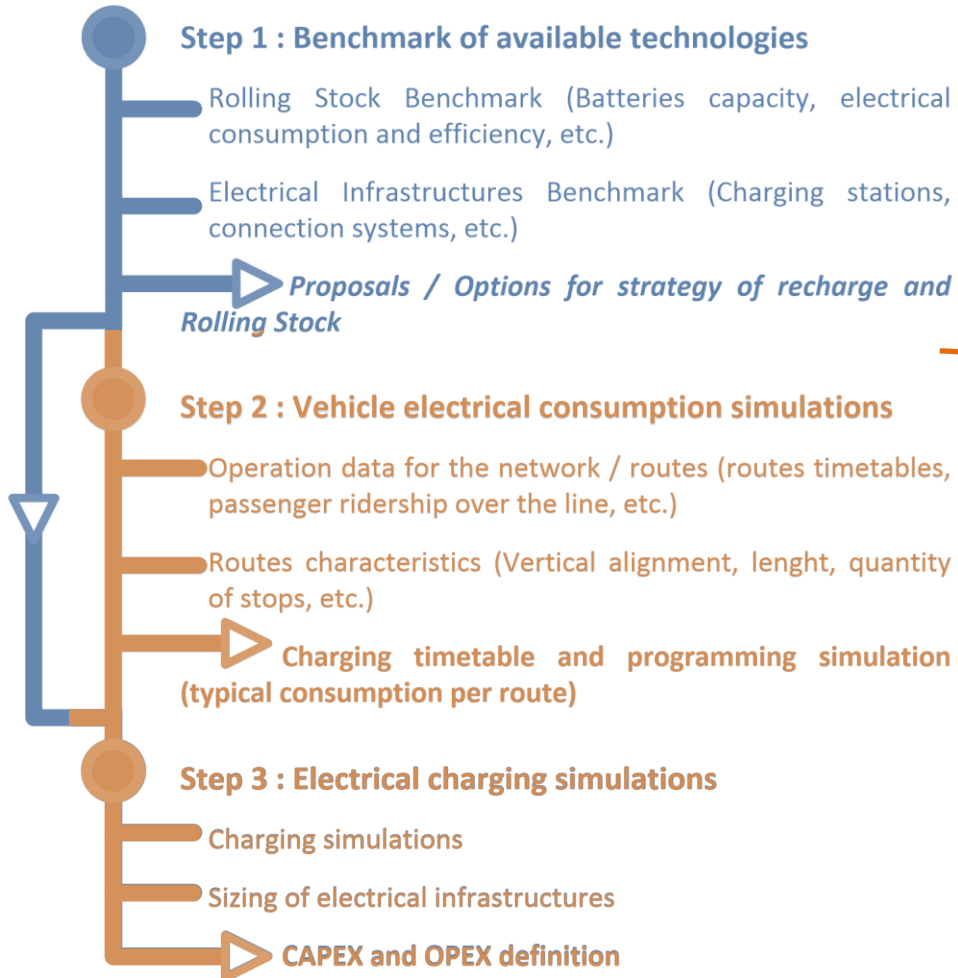 Step 1 : Benchmark of available technologies
Rolling Stock Benchmark (Batteries capacity, electrical
consumption and efficiency, etc.)
Electrical Infrastructures Benchmark (Charging stations,
connection systems, etc.)
Proposals / Options for strategy of recharge and
Rolling Stock
Step 2 : Vehicle electrical consumption simulations
Operation data for the network / routes (routes timetables,
passenger ridership over the line, etc.)
Routes characteristics (Vertical alignment, lenght, quantity
of stops, etc.)
Charging timetable and programming simulation
(typical consumption per route)
Step 3 : Electrical charging simulations
Charging simulations
Sizing of electrical infrastructures
CAPEX and OPEX definition